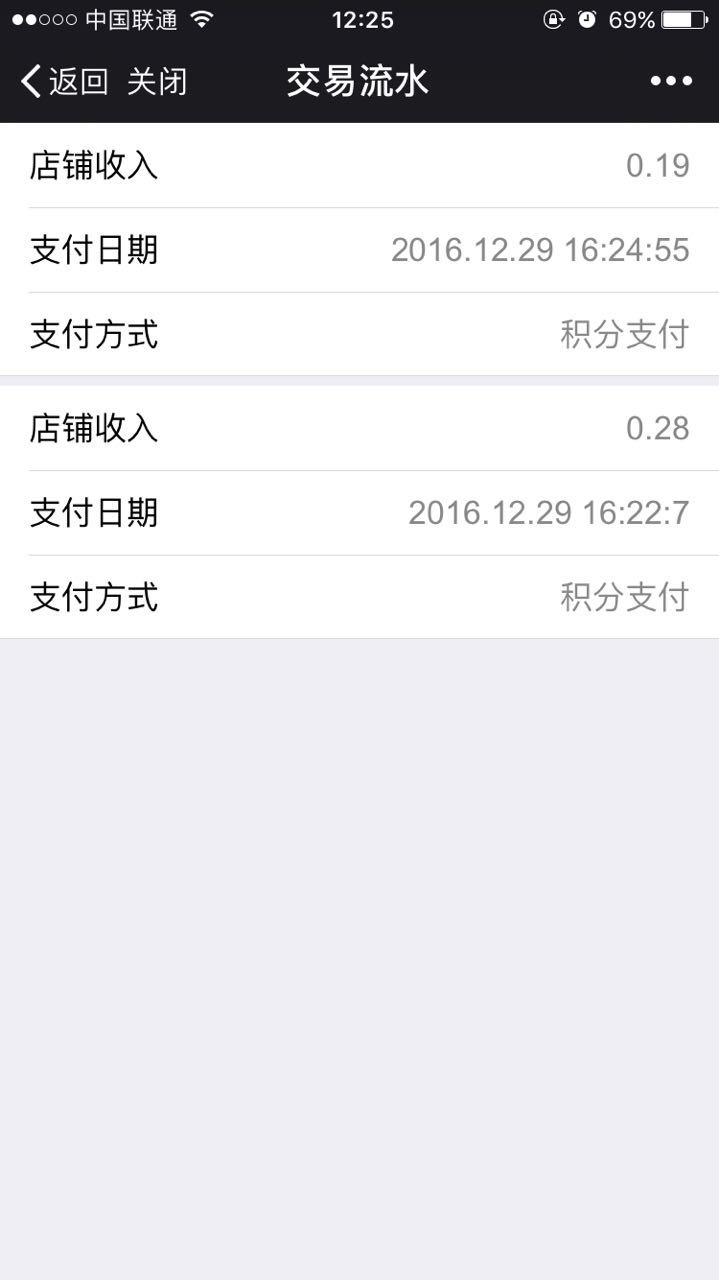 中国联通 12:25 69%
返回 关闭 交易流水
店铺收入 0.19
支付日期 2016.12.29 16:24:55
支付方式 积分支付
店铺收入 0.28
支付日期 2016.12.29 16:22:7
支付方式 积分支付